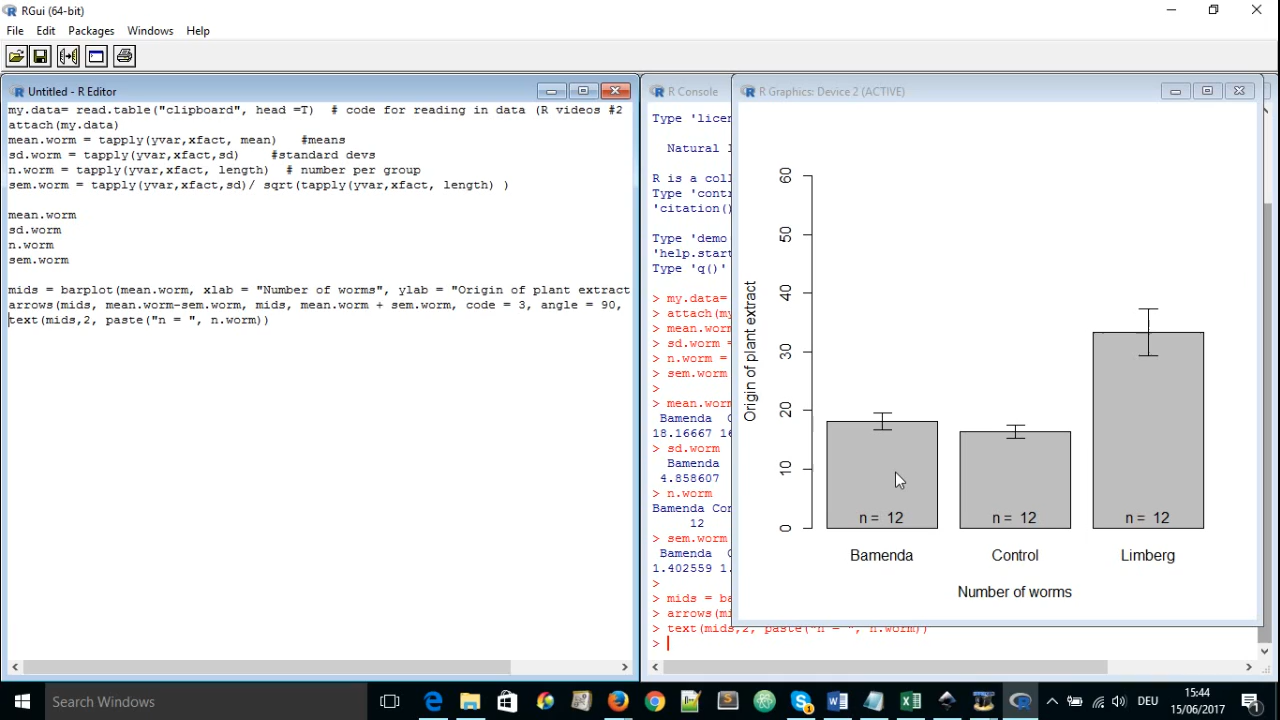 RGui (64-bit)
File Edit Packages Windows Help
Untitled - R Editor
my.data= read.table("clipboard", head =T)  # code for reading in data (R videos #2
attach(my.data)
mean.worm = tapply(yvar,xfact, mean)   #means
sd.worm = tapply(yvar,xfact,sd)    #standard devs
n.worm = tapply(yvar,xfact, length)  # number per group
sem.worm = tapply(yvar,xfact,sd)/ sqrt(tapply(yvar,xfact, length) )
mean.worm
sd.worm
n.worm
sem.worm
mids = barplot(mean.worm, xlab = "Number of worms", ylab = "Origin of plant extract
arrows(mids, mean.worm-sem.worm, mids, mean.worm + sem.worm, code = 3, angle = 90,
text(mids,2, paste("n = ", n.worm))
R Console
Type 'licen
Natural l
R is a coll
Type 'contr
'citation()
Type 'demo
'help.start
Type 'q()'
> my.data=
> attach(my
> mean.worm
> sd.worm =
> n.worm =
> sem.worm
>
> mean.worm
Bamenda C
18.16667 16
> sd.worm
Bamenda
4.858607
> n.worm
Bamenda Con
12
> sem.worm
Bamenda C
1.402559 1.
>
> mids = ba
> arrows(mi
> text(mids,2, paste("n = ", n.worm))
>
R Graphics: Device 2 (ACTIVE)
60
50
40
30
20
10
0
Origin of plant extract
n = 12 n = 12 n = 12
Bamenda Control Limberg
Number of worms
Search Windows
DEU
15:44
15/06/2017